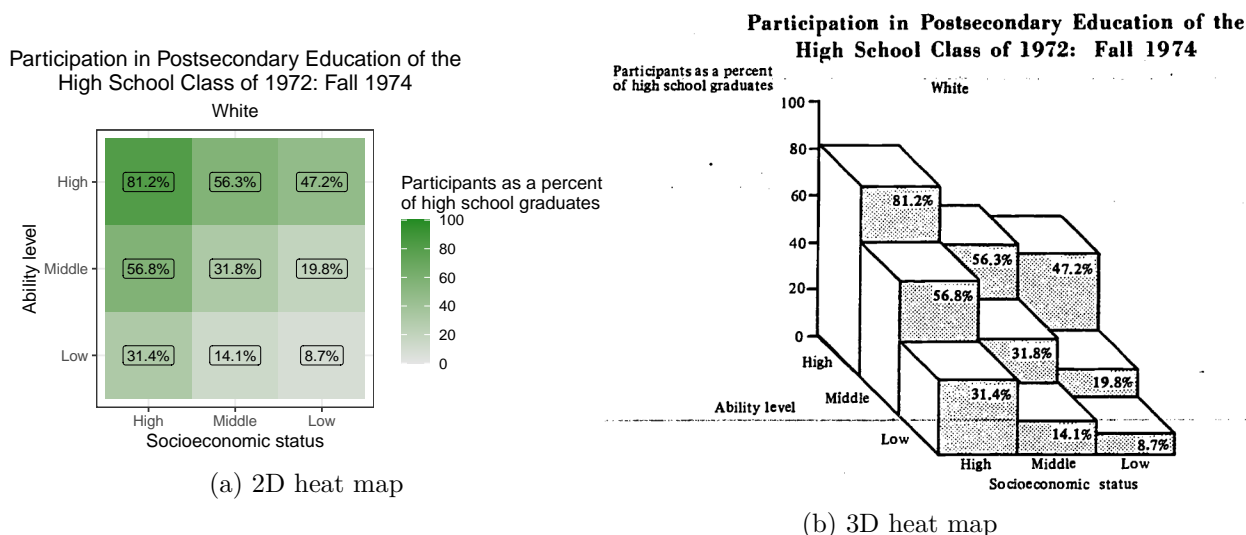 Participation in Postsecondary Education of the
High School Class of 1972: Fall 1974
White
High
Middle
Low
Ability level
81.2%
56.3%
47.2%
56.8%
31.8%
19.8%
31.4%
14.1%
8.7%
High
Middle
Low
Socioeconomic status
Participants as a percent
of high school graduates
100
80
60
40
20
0
(a) 2D heat map
Participation in Postsecondary Education of the
High School Class of 1972: Fall 1974
Participants as a percent
of high school graduates
White
100
80
60
40
20
0
81.2%
56.3%
47.2%
56.8%
31.8%
19.8%
31.4%
14.1%
8.7%
High
Middle
Low
Ability level
High
Middle
Low
Socioeconomic status
(b) 3D heat map